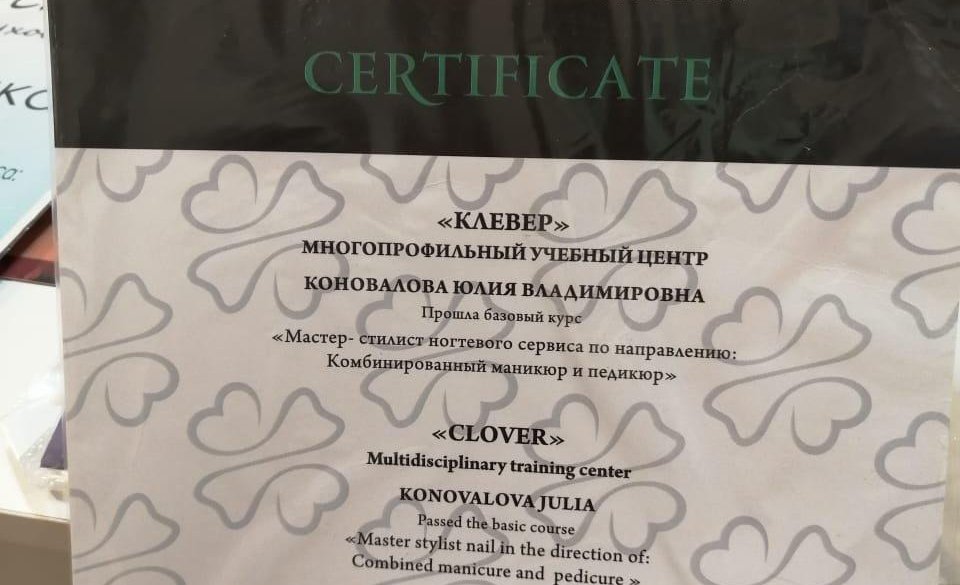 CERTIFICATE
«КЛЕВЕР»
МНОГОПРОФИЛЬНЫЙ УЧЕБНЫЙ ЦЕНТР
КОНОВАЛОВА ЮЛИЯ ВЛАДИМИРОВНА
Прошла базовый курс
«Мастер- стилист ногтевого сервиса по направлению:
Комбинированный маникюр и педикюр»
«CLOVER»
Multidisciplinary training center
KONOVALOVA JULIA
Passed the basic course
«Master stylist nail in the direction of:
Combined manicure and pedicure »